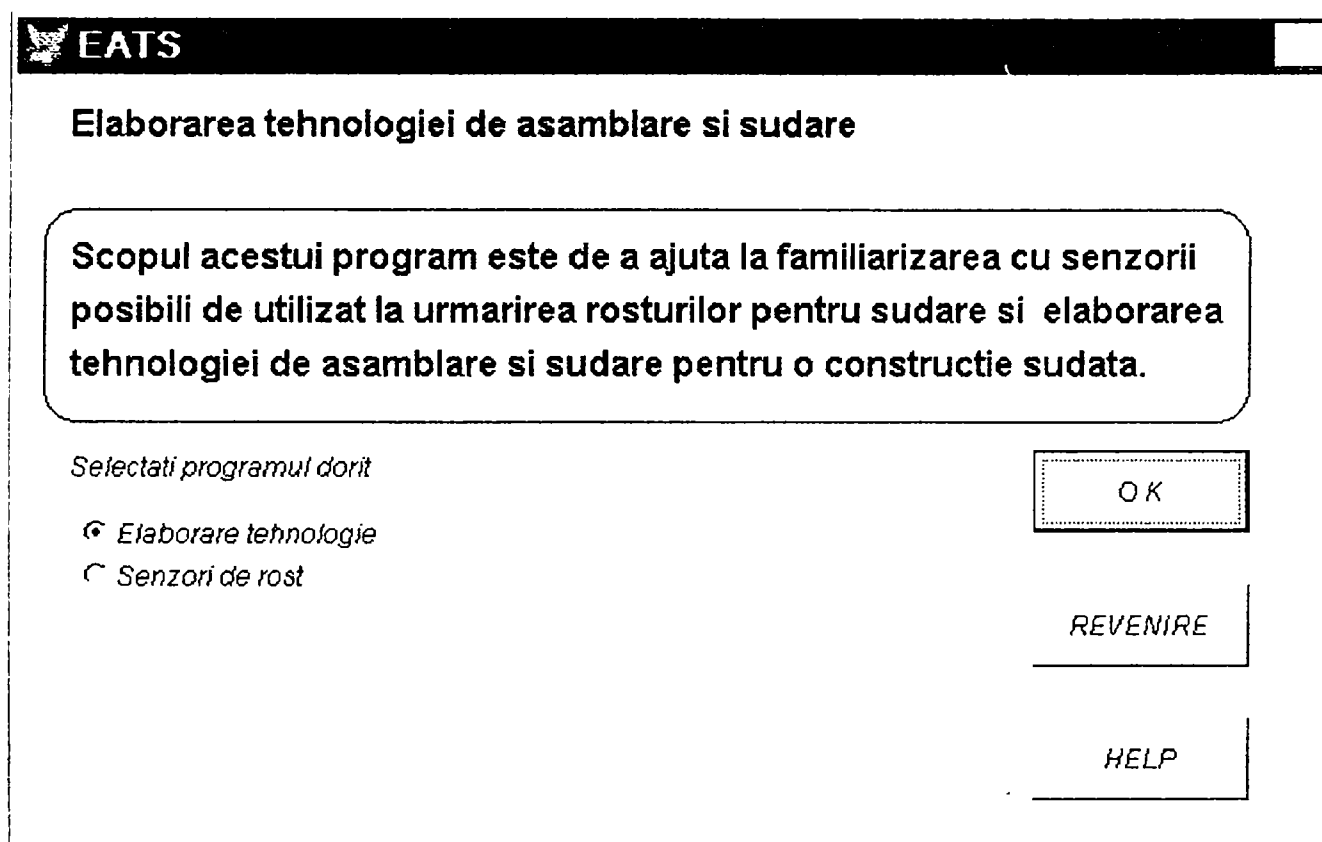 EATS
Elaborarea tehnologiei de asamblare si sudare
Scopul acestui program este de a ajuta la familiarizarea cu senzorii
posibili de utilizat la urmarirea rosturilor pentru sudare si elaborarea
tehnologiei de asamblare si sudare pentru o constructie sudata.
Selectati programul dorit
OK
Elaborare tehnologie
Senzori de rost
REVENIRE
HELP